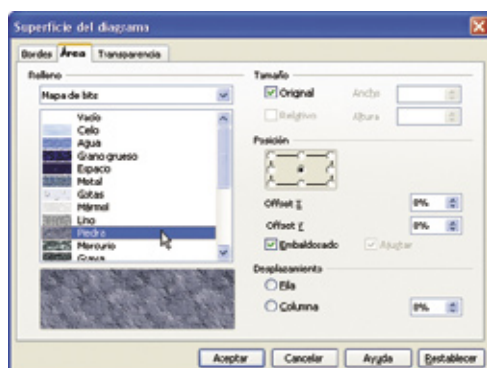 Superficie del diagrama
Bordes Área Transparencia
Relleno
Mapa de bits
Vacío
Cielo
Agua
Grano grueso
Espacio
Metal
Gotas
Mármol
Lino
Piedra
Mercurio
Grava
Tamaño
Original Ancho
Relativo Altura
Posición
Offset X 0%
Offset Y 0%
Embaldosado Ajustar
Desplazamiento
Fila
Columna 0%
Aceptar Cancelar Ayuda Restablecer